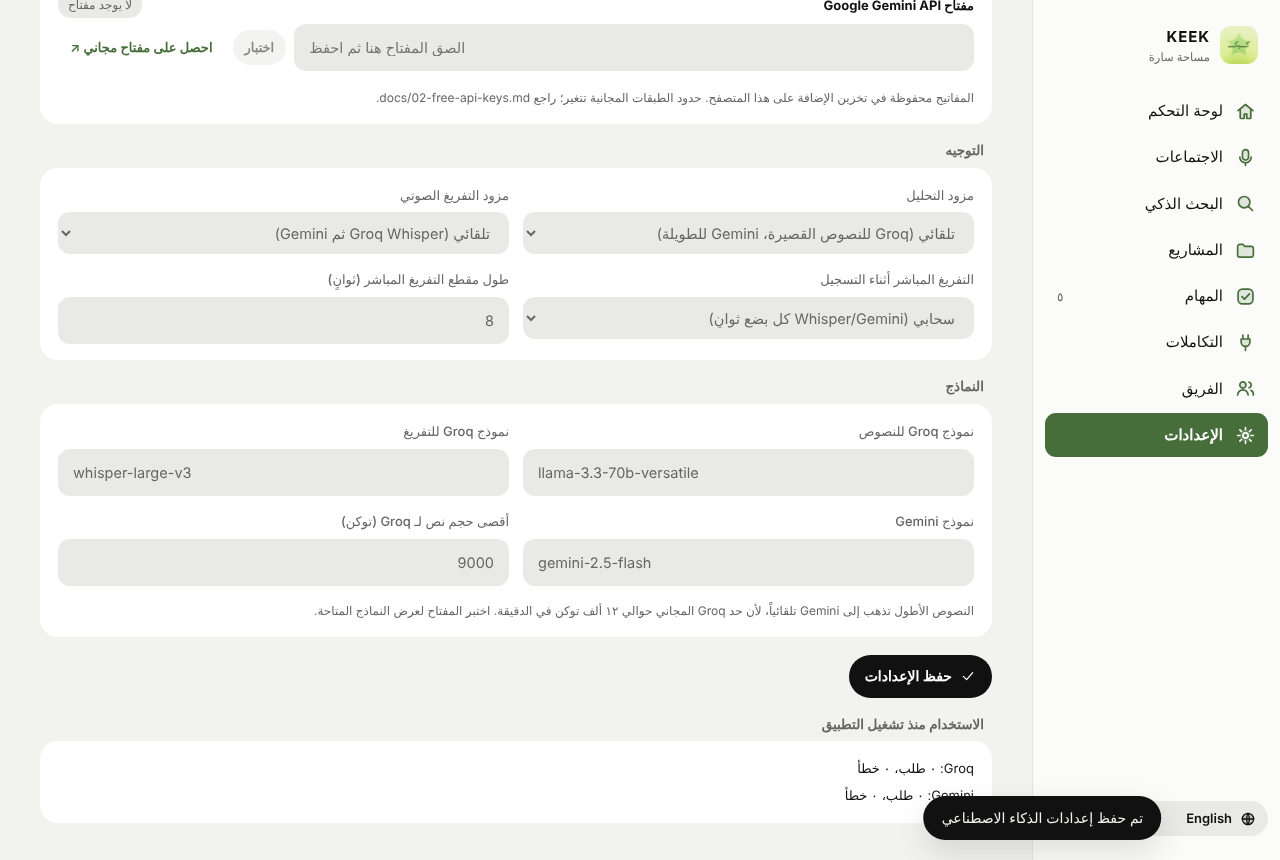 KEEK
مساحة سارة
لوحة التحكم
الاجتماعات
البحث الذكي
المشاريع
المهام
٥
التكاملات
الفريق
الإعدادات
English
مفتاح Google Gemini API
لا يوجد مفتاح
الصق المفتاح هنا ثم احفظ
اختبار
احصل على مفتاح مجاني
المفاتيح محفوظة في تخزين الإضافة على هذا المتصفح. حدود الطبقات المجانية تتغير؛ راجع docs/02-free-api-keys.md.
التوجيه
مزود التحليل
تلقائي (Groq للنصوص القصيرة، Gemini للطويلة)
مزود التفريغ الصوتي
تلقائي (Groq Whisper ثم Gemini)
التفريغ المباشر أثناء التسجيل
سحابي (Whisper/Gemini كل بضع ثوانٍ)
طول مقطع التفريغ المباشر (ثوانٍ)
8
النماذج
نموذج Groq للنصوص
llama-3.3-70b-versatile
نموذج Groq للتفريغ
whisper-large-v3
نموذج Gemini
gemini-2.5-flash
أقصى حجم نص لـ Groq (توكن)
9000
النصوص الأطول تذهب إلى Gemini تلقائياً، لأن حد Groq المجاني حوالي ١٢ ألف توكن في الدقيقة. اختبر المفتاح لعرض النماذج المتاحة.
حفظ الإعدادات
الاستخدام منذ تشغيل التطبيق
Groq: ٠ طلب، ٠ خطأ
Gemini: ٠ طلب، ٠ خطأ
تم حفظ إعدادات الذكاء الاصطناعي